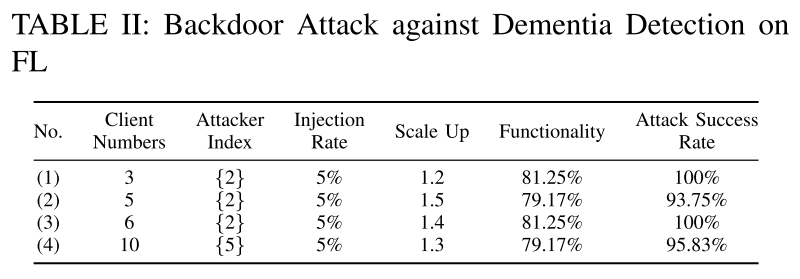 TABLE II: Backdoor Attack against Dementia Detection on
FL
No. Client Numbers Attacker Index Injection Rate Scale Up Functionality Attack Success Rate
(1) 3 {2} 5% 1.2 81.25% 100%
(2) 5 {2} 5% 1.5 79.17% 93.75%
(3) 6 {2} 5% 1.4 81.25% 100%
(4) 10 {5} 5% 1.3 79.17% 95.83%